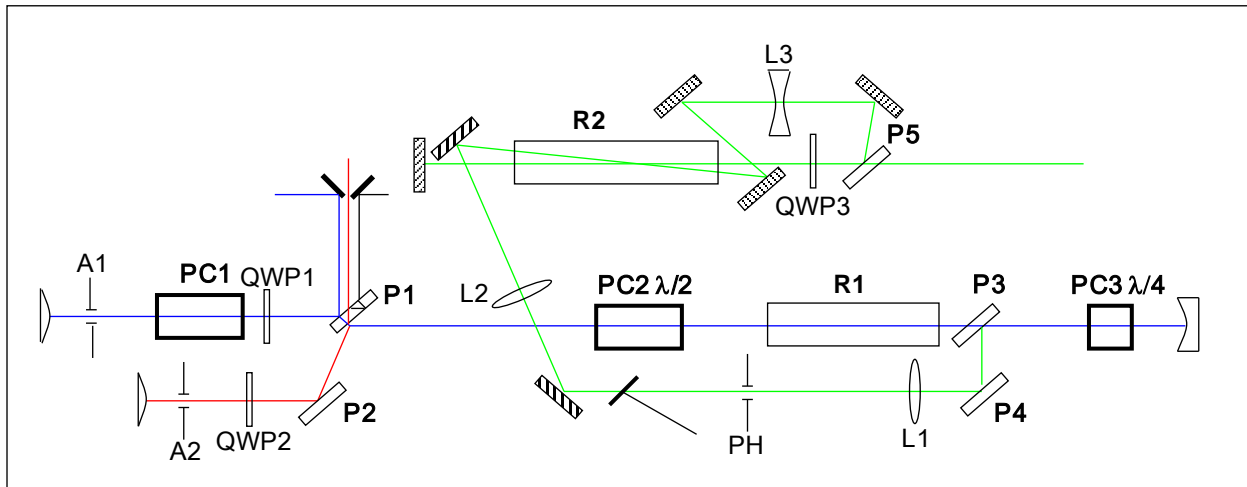 L3
R2
P5
QWP3
A1
PC1
QWP1
P1
L2
PC2 λ/2
R1
P3
PC3 λ/4
A2
QWP2
P2
PH
L1
P4